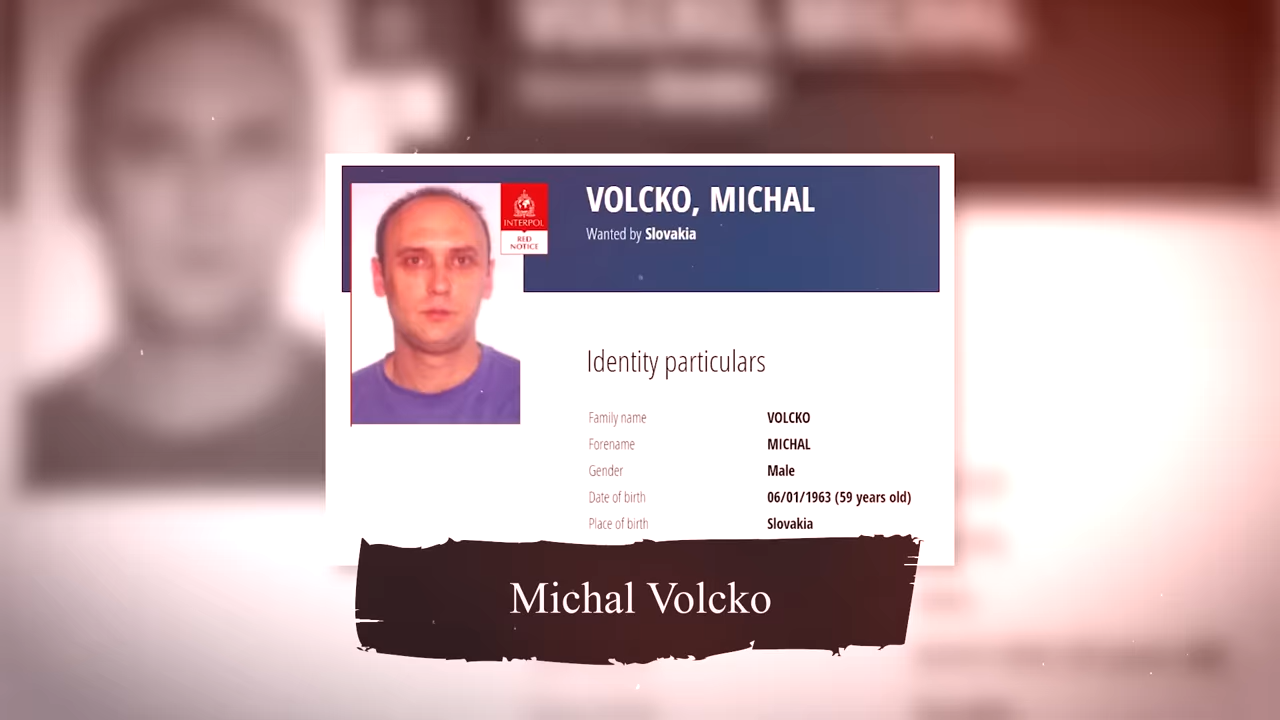 INTERPOL
RED
NOTICE
VOLCKO, MICHAL
Wanted by Slovakia
Identity particulars
Family name VOLCKO
Forename MICHAL
Gender Male
Date of birth 06/01/1963 (59 years old)
Place of birth Slovakia
Michal Volcko